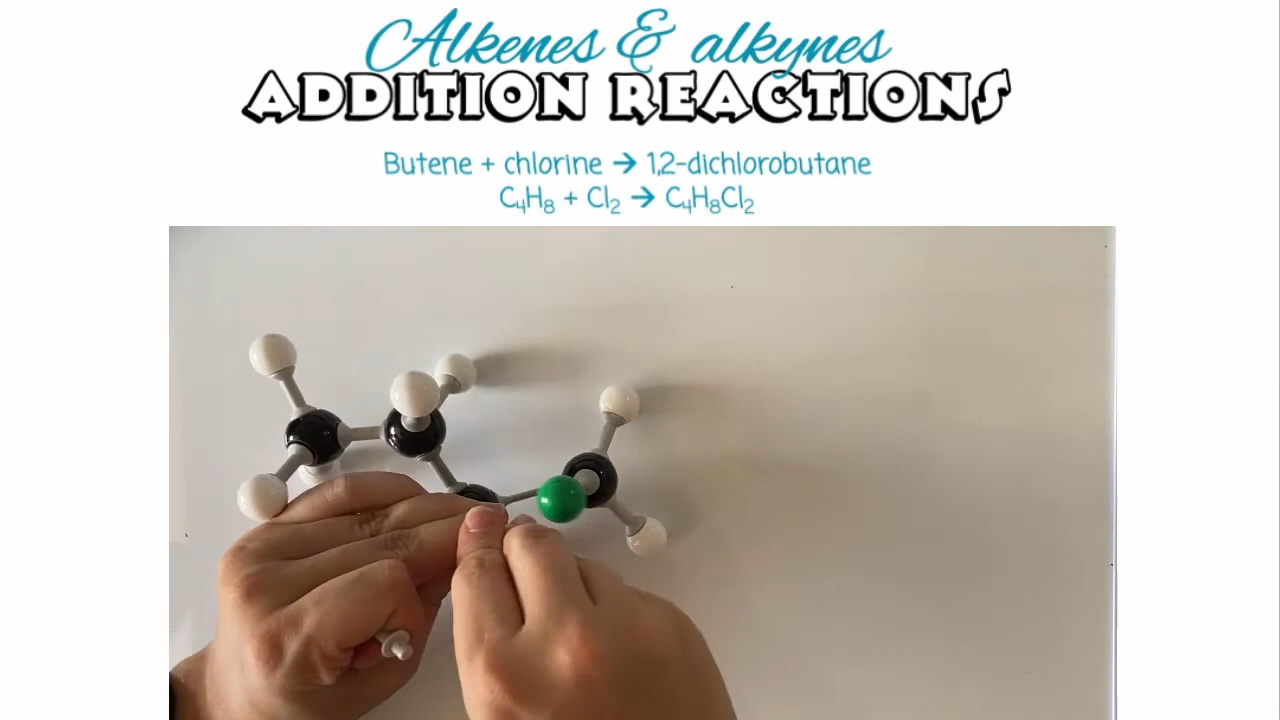 Alkenes & alkynes
ADDITION REACTIONS
Butene + chlorine → 1,2-dichlorobutane
C₄H₈ + Cl₂ → C₄H₈Cl₂